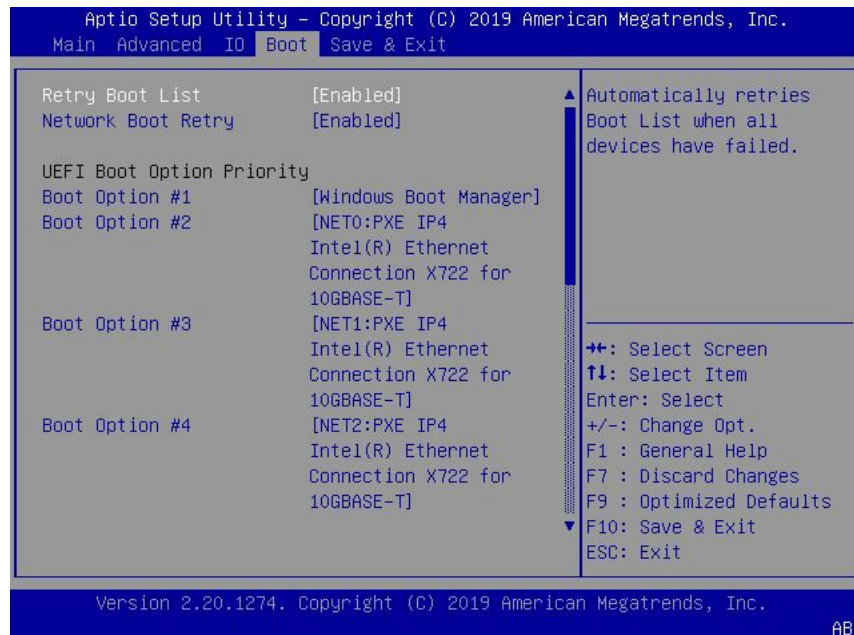 Aptio Setup Utility – Copyright (C) 2019 American Megatrends, Inc.
Main Advanced IO Boot Save & Exit
Retry Boot List [Enabled]
Network Boot Retry [Enabled]
UEFI Boot Option Priority
Boot Option #1 [Windows Boot Manager]
Boot Option #2 [NET0:PXE IP4
Intel(R) Ethernet
Connection X722 for
10GBASE-T]
Boot Option #3 [NET1:PXE IP4
Intel(R) Ethernet
Connection X722 for
10GBASE-T]
Boot Option #4 [NET2:PXE IP4
Intel(R) Ethernet
Connection X722 for
10GBASE-T]
Automatically retries
Boot List when all
devices have failed.
→←: Select Screen
↑↓: Select Item
Enter: Select
+/-: Change Opt.
F1 : General Help
F7 : Discard Changes
F9 : Optimized Defaults
F10: Save & Exit
ESC: Exit
Version 2.20.1274. Copyright (C) 2019 American Megatrends, Inc.
AB